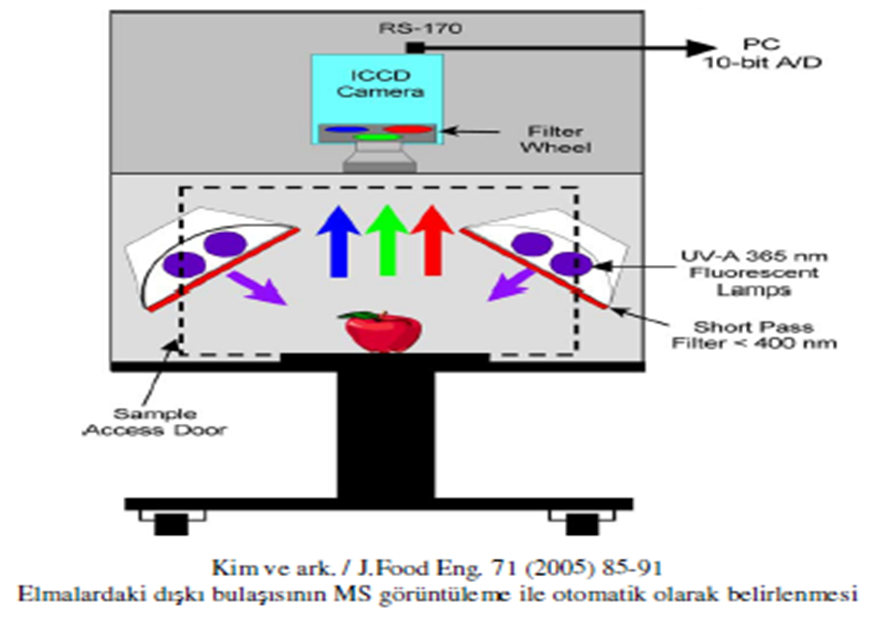 RS-170
PC
10-bit A/D
ICCD
Camera
Filter
Wheel
UV-A 365 nm
Fluorescent
Lamps
Short Pass
Filter < 400 nm
Sample
Access Door
Kim ve ark. / J.Food Eng. 71 (2005) 85-91
Elmalardaki dışkı bulaşısının MS görüntüleme ile otomatik olarak belirlenmesi